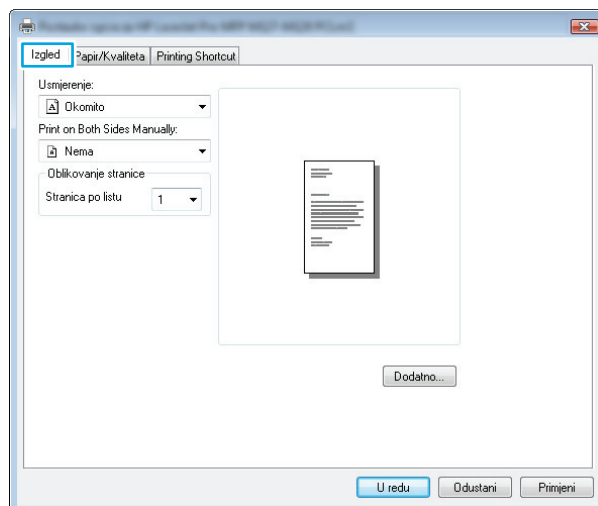 Izgled Papir/Kvaliteta Printing Shortcut
Usmjerenje:
A Okomito
Print on Both Sides Manually:
Nema
Oblikovanje stranice
Stranica po listu 1
Dodatno...
U redu Odustani Primjeni